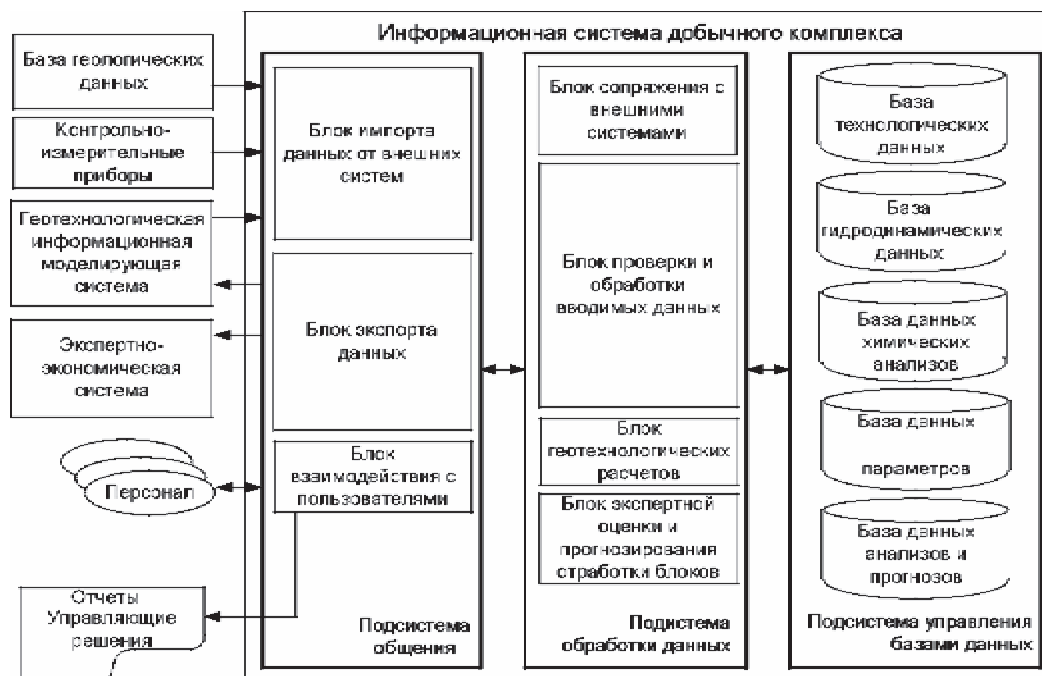 Информационная система добычного комплекса
База геологических
данных
Контрольно-
измерительные
приборы
Геотехнологическая
информационная
моделирующая
система
Экспертно-
экономическая
система
Персонал
Отчеты
Управляющие
решения
Блок импорта
данных от внешних
систем
Блок экспорта
данных
Блок
взаимодействия с
пользователями
Подсистема
общения
Блок сопряжения с
внешними
системами
Блок проверки и
обработки
вводимых данных
Блок
геотехнологических
расчетов
Блок экспертной
оценки и
прогнозирования
отработки блоков
Подистема
обработки данных
База
технологических
данных
База
гидродинамических
данных
База данных
химических
анализов
База данных
параметров
База данных
анализов и
прогнозов
Подсистема управления
базами данных